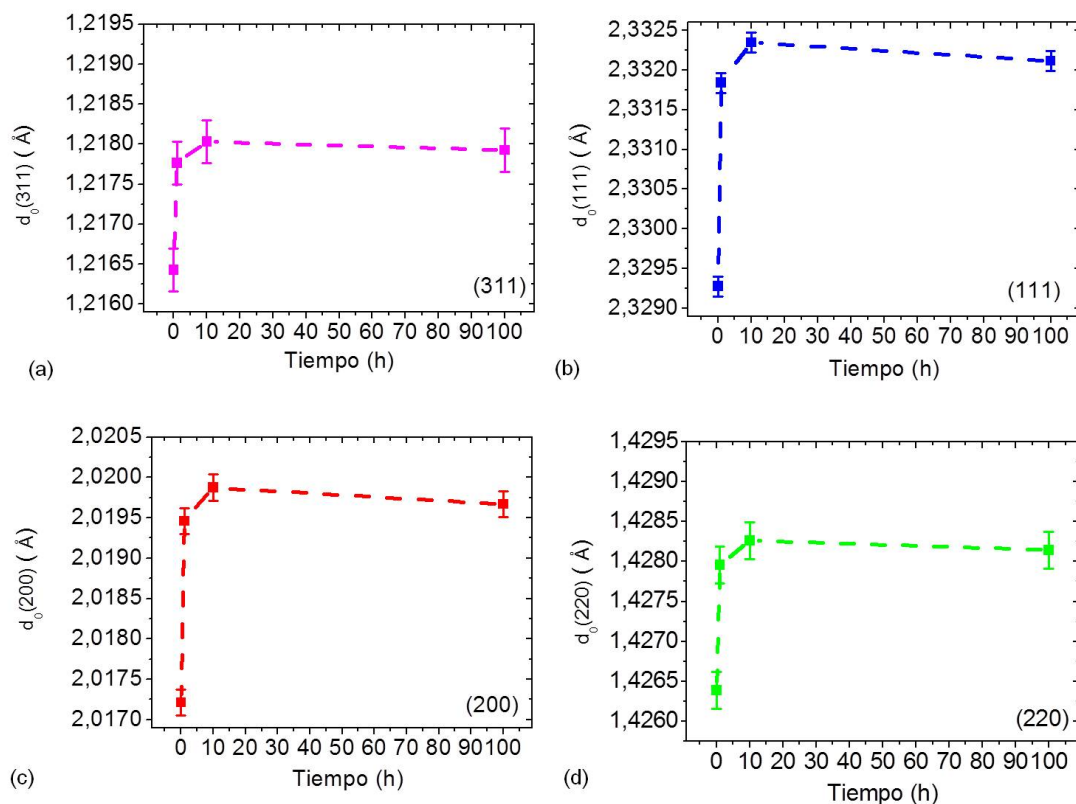 1,2195
1,2190
1,2185
1,2180
1,2175
1,2170
1,2165
1,2160
d₀(311) ( Å)
(311)
0 10 20 30 40 50 60 70 80 90 100
Tiempo (h)
(a)
2,3325
2,3320
2,3315
2,3310
2,3305
2,3300
2,3295
2,3290
d₀(111) ( Å)
(111)
0 10 20 30 40 50 60 70 80 90 100
Tiempo (h)
(b)
2,0205
2,0200
2,0195
2,0190
2,0185
2,0180
2,0175
2,0170
d₀(200) ( Å)
(200)
0 10 20 30 40 50 60 70 80 90 100
Tiempo (h)
(c)
1,4295
1,4290
1,4285
1,4280
1,4275
1,4270
1,4265
1,4260
d₀(220) ( Å)
(220)
0 10 20 30 40 50 60 70 80 90 100
Tiempo (h)
(d)